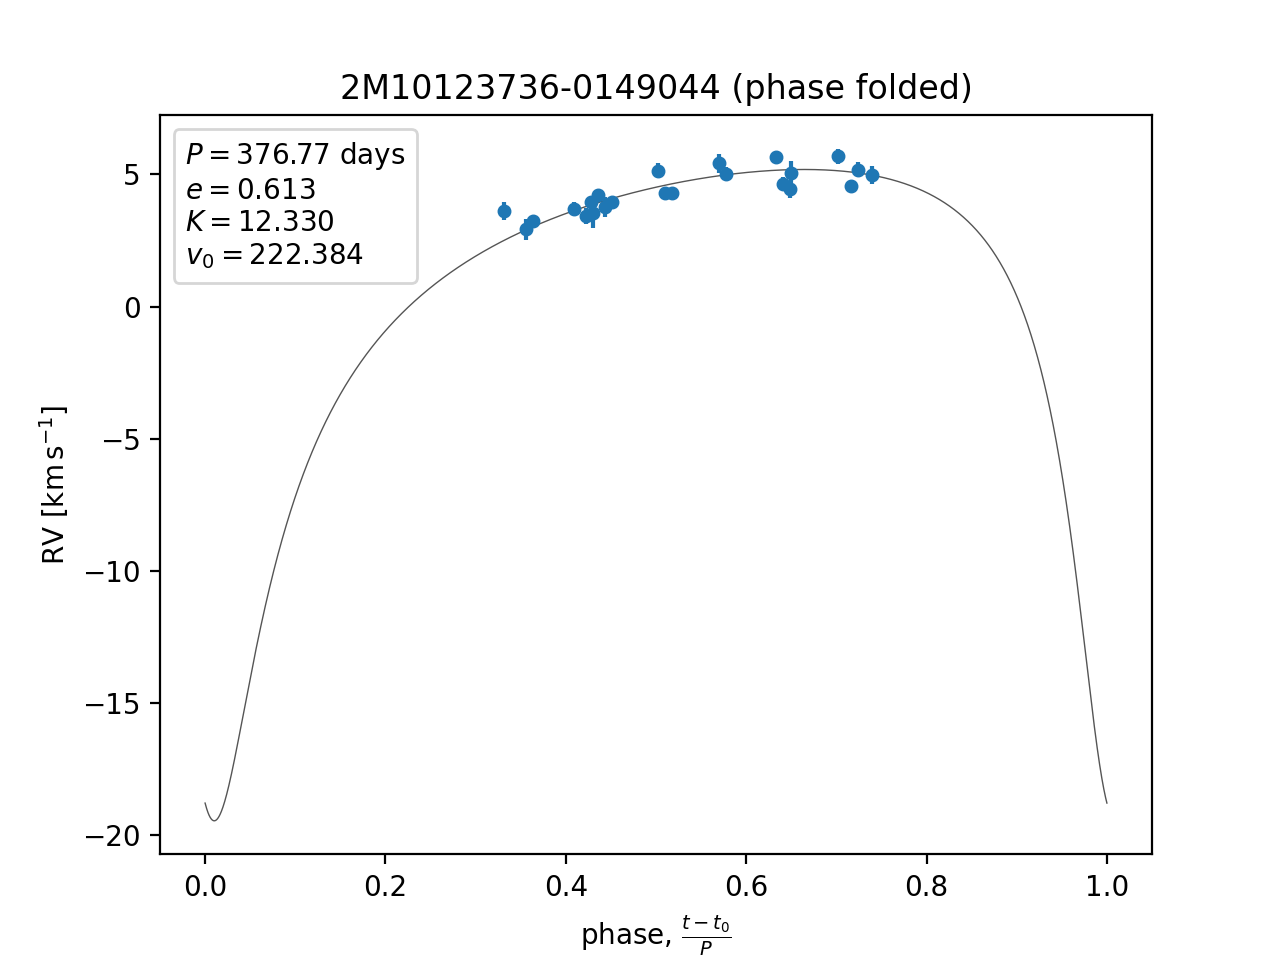 2M10123736-0149044 (phase folded)
P = 376.77 days
e = 0.613
K = 12.330
v₀ = 222.384
5
0
−5
−10
−15
−20
RV [km s⁻¹]
0.0 0.2 0.4 0.6 0.8 1.0
phase, (t − t₀)/P